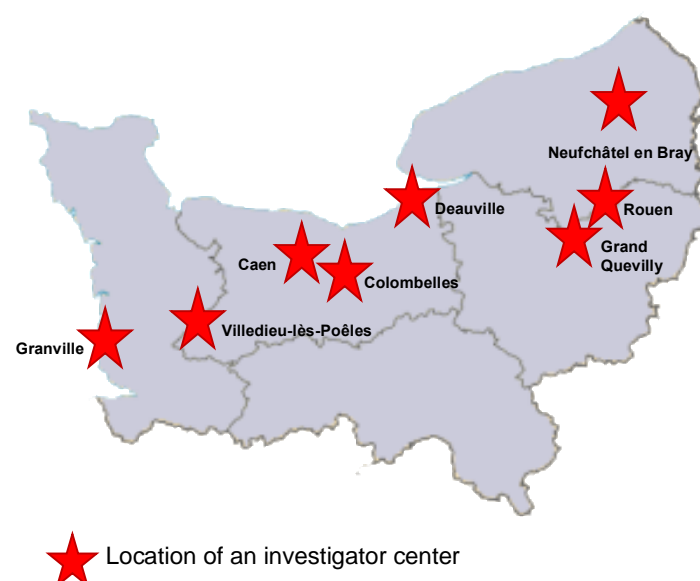 Neufchâtel en Bray
Deauville
Rouen
Caen
Grand
Quevilly
Colombelles
Villedieu-lès-Poêles
Granville
Location of an investigator center